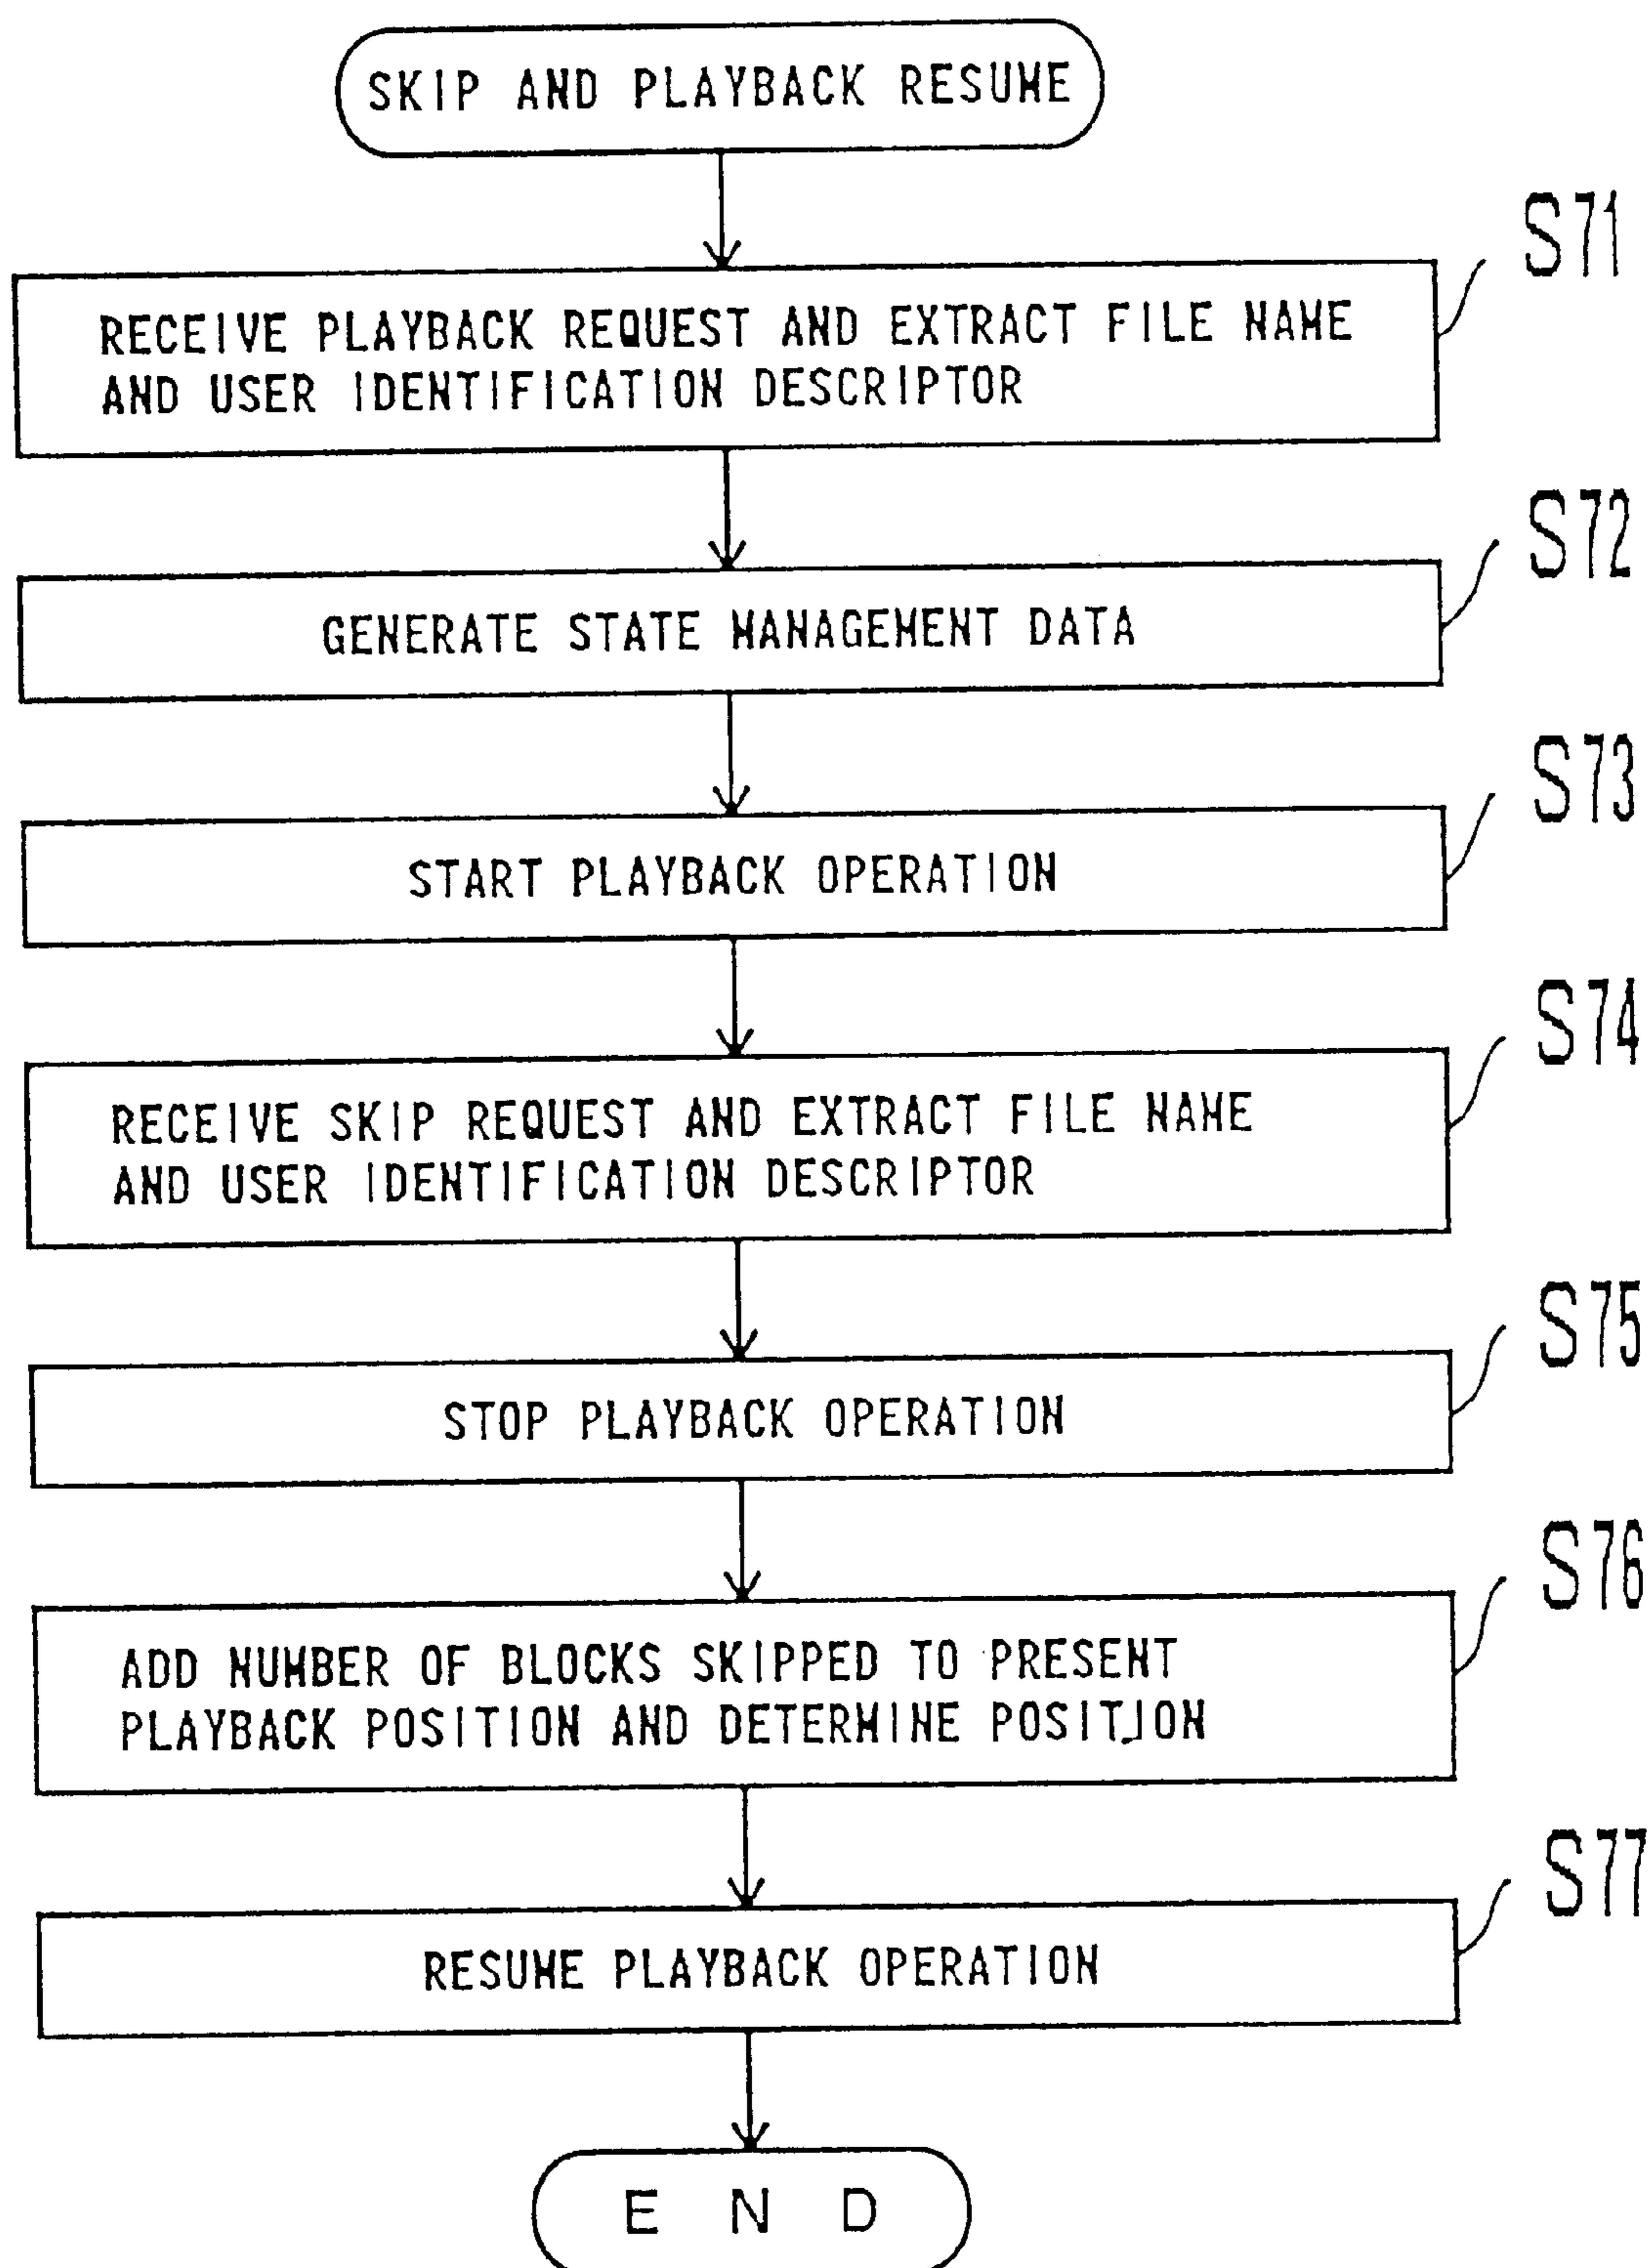 SKIP AND PLAYBACK RESUME
S71
RECEIVE PLAYBACK REQUEST AND EXTRACT FILE NAME
AND USER IDENTIFICATION DESCRIPTOR
S72
GENERATE STATE MANAGEMENT DATA
S73
START PLAYBACK OPERATION
S74
RECEIVE SKIP REQUEST AND EXTRACT FILE NAME
AND USER IDENTIFICATION DESCRIPTOR
S75
STOP PLAYBACK OPERATION
S76
ADD NUMBER OF BLOCKS SKIPPED TO PRESENT
PLAYBACK POSITION AND DETERMINE POSITION
S77
RESUME PLAYBACK OPERATION
E N D